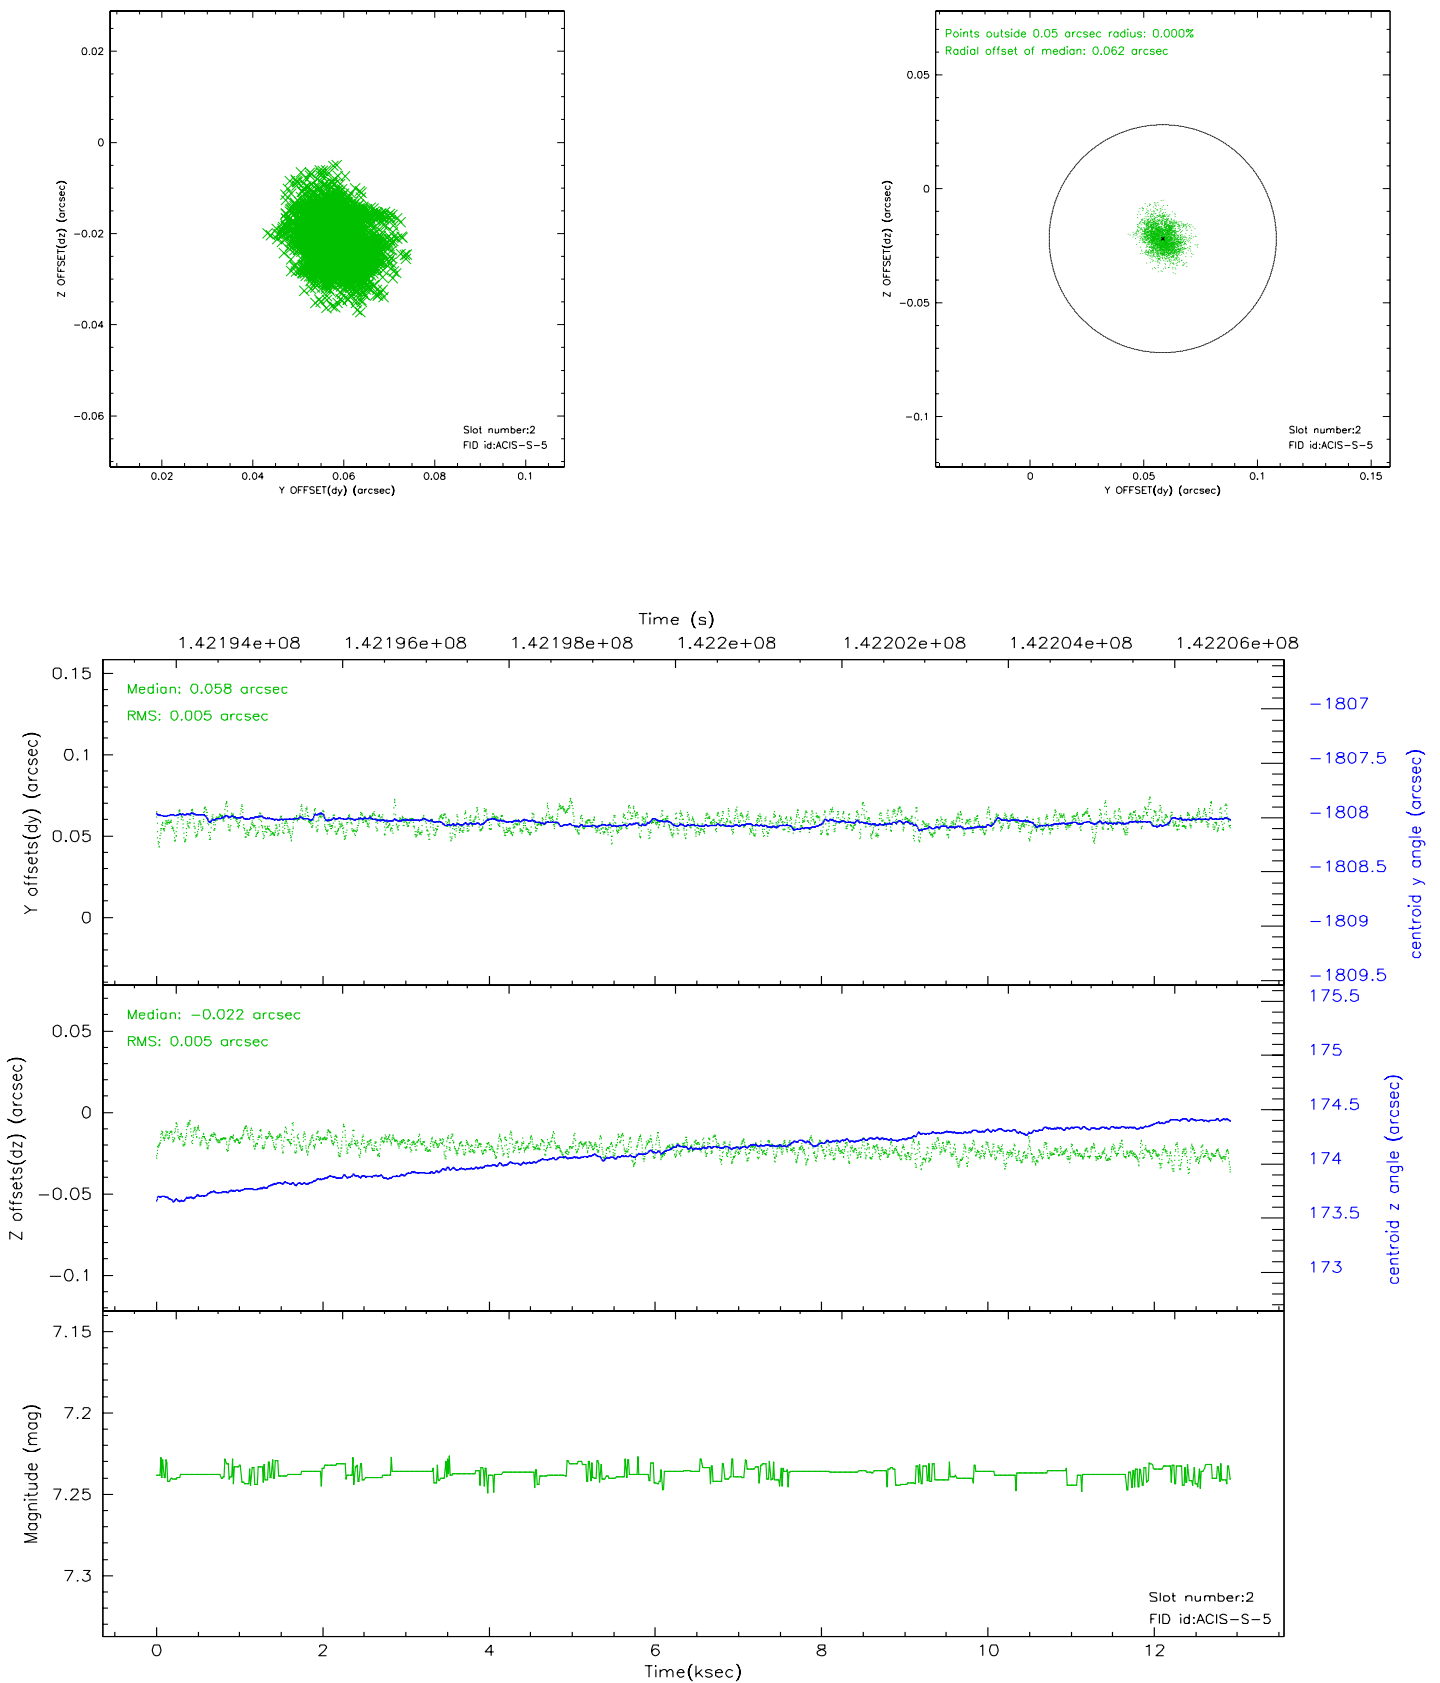 0.02
0
−0.02
−0.04
−0.06
Z OFFSET(dz) (arcsec)
0.02
0.04
0.06
0.08
0.1
Y OFFSET(dy) (arcsec)
Slot number:2
FID id:ACIS−S−5
Points outside 0.05 arcsec radius: 0.000%
Radial offset of median: 0.062 arcsec
0.05
0
−0.05
−0.1
Z OFFSET(dz) (arcsec)
0
0.05
0.1
0.15
Y OFFSET(dy) (arcsec)
Slot number:2
FID id:ACIS−S−5
Time (s)
1.42194e+08
1.42196e+08
1.42198e+08
1.422e+08
1.42202e+08
1.42204e+08
1.42206e+08
Median: 0.058 arcsec
RMS: 0.005 arcsec
0.15
0.1
0.05
0
Y offsets(dy) (arcsec)
−1807
−1807.5
−1808
−1808.5
−1809
−1809.5
centroid y angle (arcsec)
Median: −0.022 arcsec
RMS: 0.005 arcsec
0.05
0
−0.05
−0.1
Z offsets(dz) (arcsec)
175.5
175
174.5
174
173.5
173
centroid z angle (arcsec)
7.15
7.2
7.25
7.3
Magnitude (mag)
Slot number:2
FID id:ACIS−S−5
0
2
4
6
8
10
12
Time(ksec)